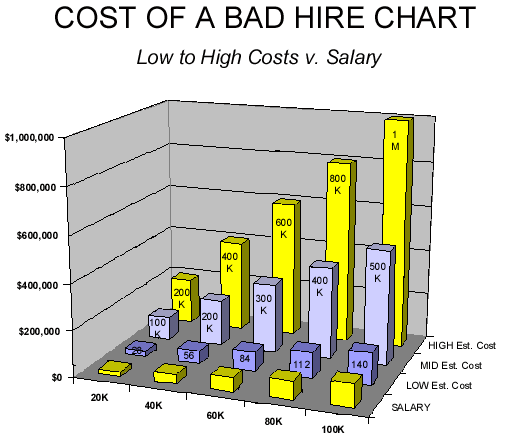 COST OF A BAD HIRE CHART
Low to High Costs v. Salary
$1,000,000
$800,000
$600,000
$400,000
$200,000
$0
200
K
400
K
600
K
800
K
1
M
100
K
200
K
300
K
400
K
500
K
28
56
84
112
140
20K
40K
60K
80K
100K
HIGH Est. Cost
MID Est. Cost
LOW Est. Cost
SALARY